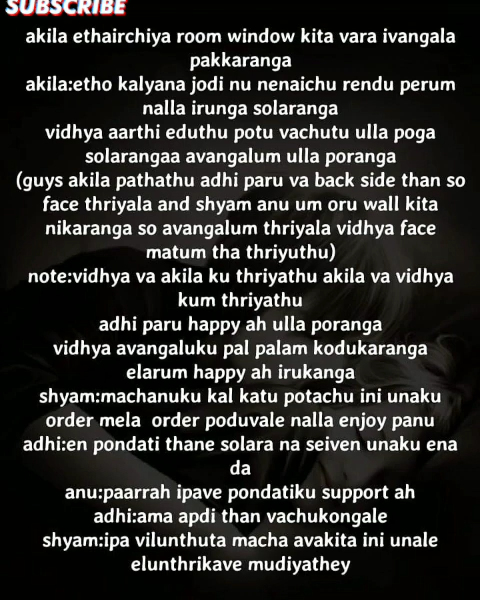 SUBSCRIBE
akila ethairchiya room window kita vara ivangala
pakkaranga
akila:etho kalyana jodi nu nenaichu rendu perum
nalla irunga solaranga
vidhya aarthi eduthu potu vachutu ulla poga
solarangaa avangalum ulla poranga
(guys akila pathathu adhi paru va back side than so
face thriyala and shyam anu um oru wall kita
nikaranga so avangalum thriyala vidhya face
matum tha thriyuthu)
note:vidhya va akila ku thriyathu akila va vidhya
kum thriyathu
adhi paru happy ah ulla poranga
vidhya avangaluku pal palam kodukaranga
elarum happy ah irukanga
shyam:machanuku kal katu potachu ini unaku
order mela  order poduvale nalla enjoy panu
adhi:en pondati thane solara na seiven unaku ena
da
anu:paarrah ipave pondatiku support ah
adhi:ama apdi than vachukongale
shyam:ipa vilunthuta macha avakita ini unale
elunthrikave mudiyathey